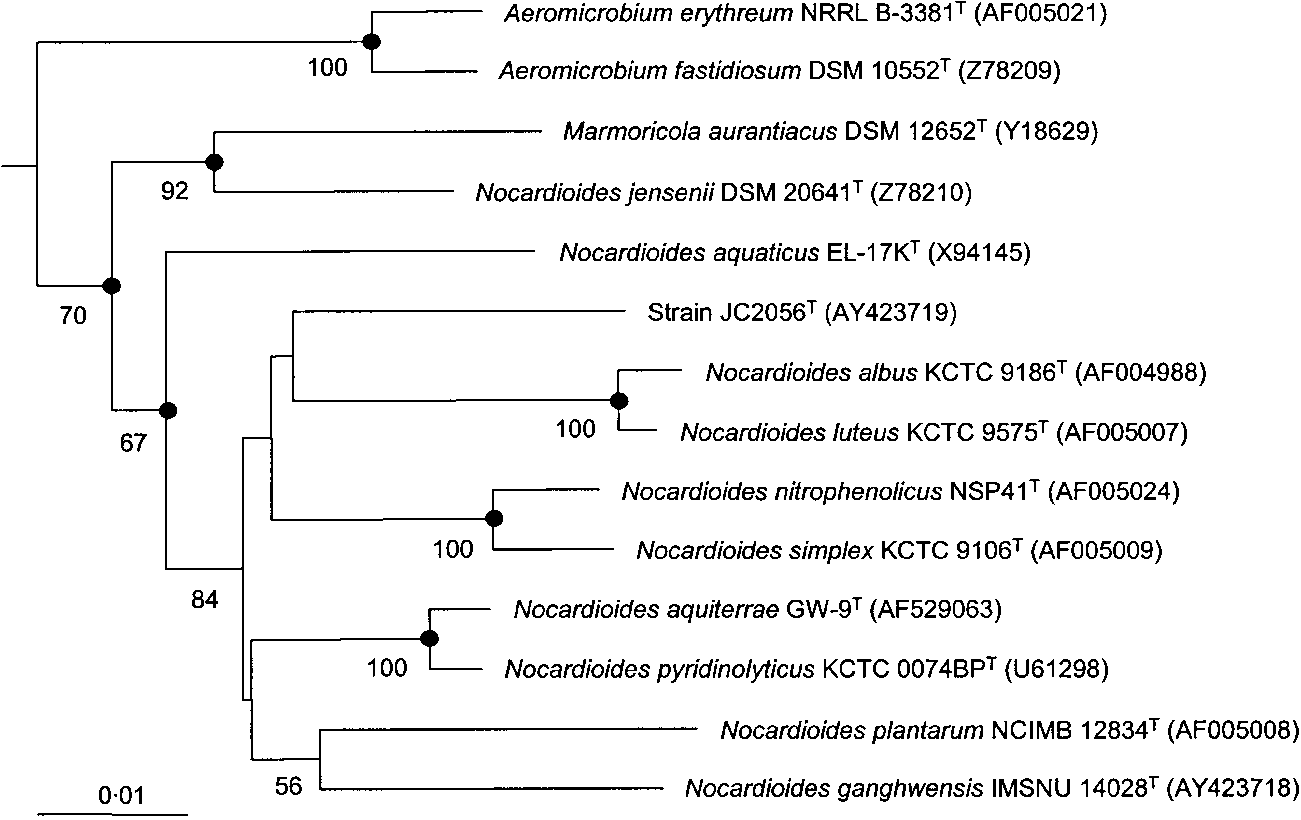 Aeromicrobium erythreum NRRL B-3381ᵀ (AF005021)
100
Aeromicrobium fastidiosum DSM 10552ᵀ (Z78209)
Marmoricola aurantiacus DSM 12652ᵀ (Y18629)
92
Nocardioides jensenii DSM 20641ᵀ (Z78210)
Nocardioides aquaticus EL-17Kᵀ (X94145)
70
Strain JC2056ᵀ (AY423719)
Nocardioides albus KCTC 9186ᵀ (AF004988)
67
100
Nocardioides luteus KCTC 9575ᵀ (AF005007)
Nocardioides nitrophenolicus NSP41ᵀ (AF005024)
100
Nocardioides simplex KCTC 9106ᵀ (AF005009)
84
Nocardioides aquiterrae GW-9ᵀ (AF529063)
100
Nocardioides pyridinolyticus KCTC 0074BPᵀ (U61298)
Nocardioides plantarum NCIMB 12834ᵀ (AF005008)
56
Nocardioides ganghwensis IMSNU 14028ᵀ (AY423718)
0·01